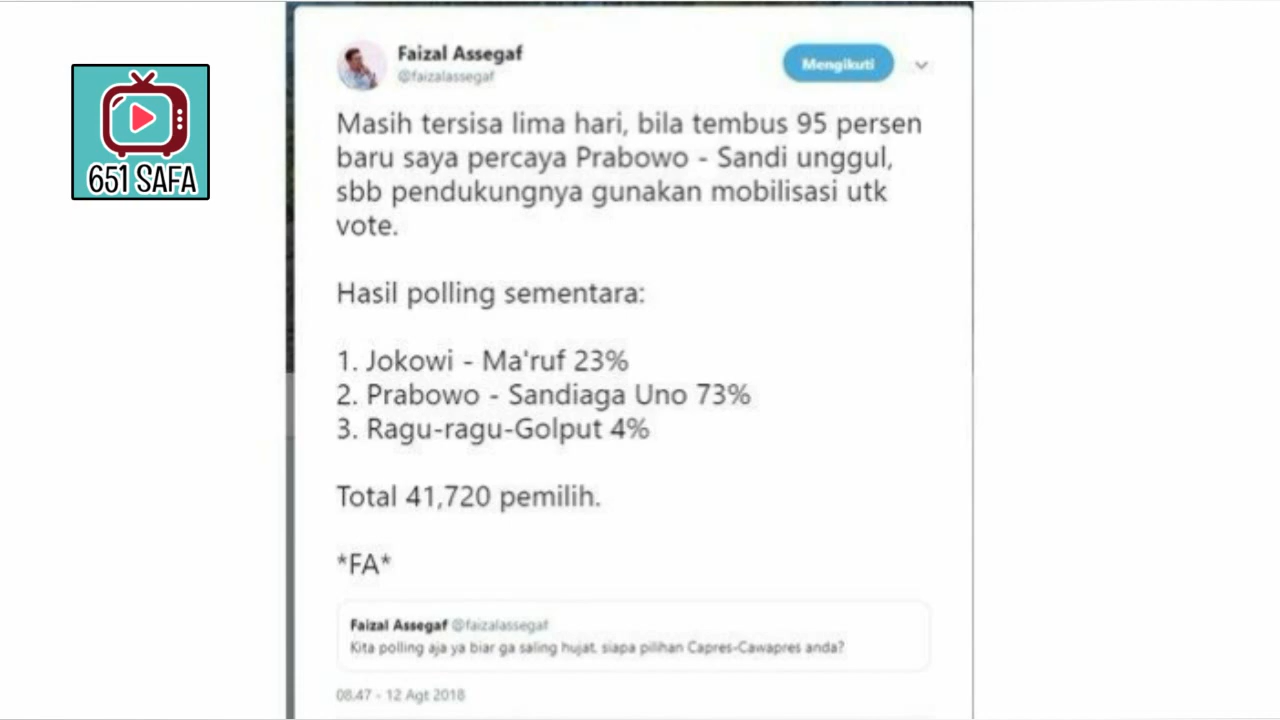 Faizal Assegaf
@faizalassegaf
Mengikuti
651 SAFA
Masih tersisa lima hari, bila tembus 95 persen
baru saya percaya Prabowo - Sandi unggul,
sbb pendukungnya gunakan mobilisasi utk
vote.
Hasil polling sementara:
1. Jokowi - Ma'ruf 23%
2. Prabowo - Sandiaga Uno 73%
3. Ragu-ragu-Golput 4%
Total 41,720 pemilih.
*FA*
Faizal Assegaf @faizalassegaf
Kita polling aja ya biar ga saling hujat, siapa pilihan Capres-Cawapres anda?
08.47 - 12 Agt 2018